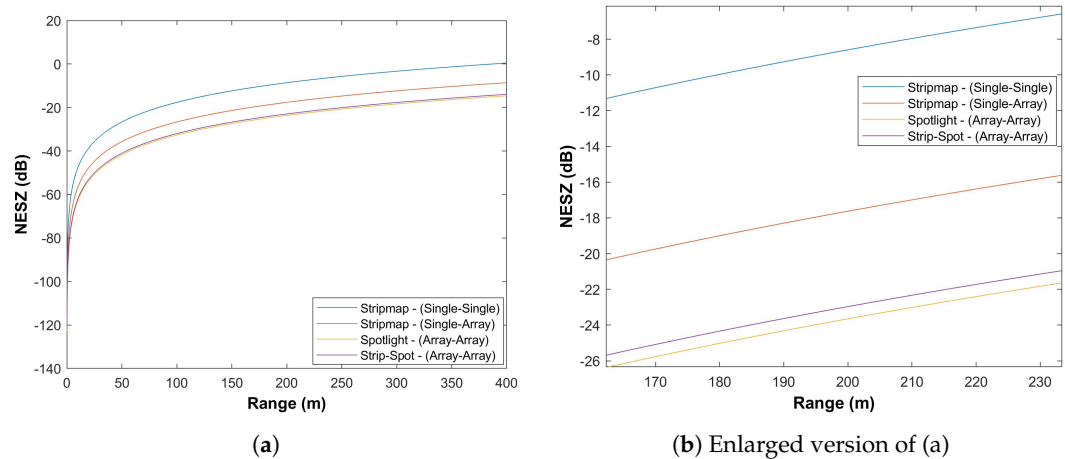 20
0
-20
-40
-60
-80
-100
-120
-140
NESZ (dB)
0 50 100 150 200 250 300 350 400
Range (m)
Stripmap - (Single-Single)
Stripmap - (Single-Array)
Spotlight - (Array-Array)
Strip-Spot - (Array-Array)
(a)
-8
-10
-12
-14
-16
-18
-20
-22
-24
-26
NESZ (dB)
170 180 190 200 210 220 230
Range (m)
Stripmap - (Single-Single)
Stripmap - (Single-Array)
Spotlight - (Array-Array)
Strip-Spot - (Array-Array)
(b) Enlarged version of (a)